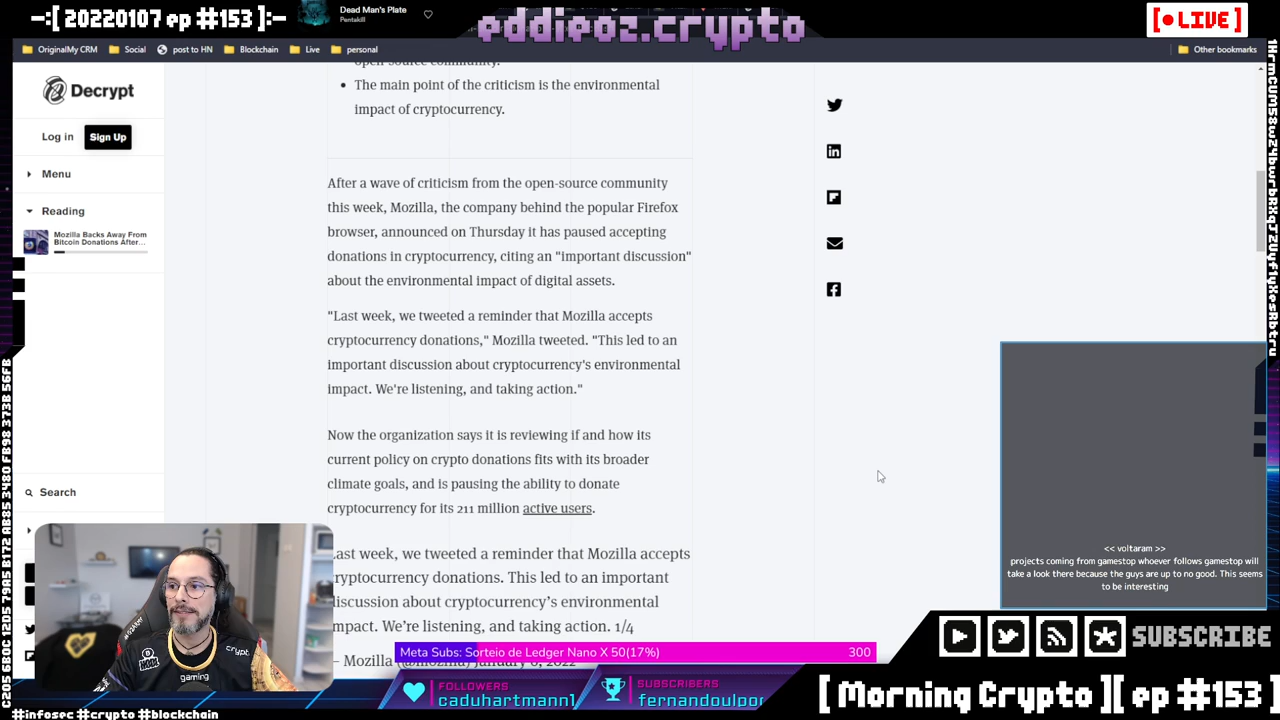 -:[ 20220107 ep #153 ]:-
Dead Man's Plate
Pentakill
eddieoz.crypto
[ • LIVE ]
OriginalMy CRM
Social
post to HN
Blockchain
Live
personal
Other bookmarks
Decrypt
Log in
Sign Up
Menu
Reading
Mozilla Backs Away From
Bitcoin Donations After...
Search
The main point of the criticism is the environmental
impact of cryptocurrency.
After a wave of criticism from the open-source community
this week, Mozilla, the company behind the popular Firefox
browser, announced on Thursday it has paused accepting
donations in cryptocurrency, citing an "important discussion"
about the environmental impact of digital assets.
"Last week, we tweeted a reminder that Mozilla accepts
cryptocurrency donations," Mozilla tweeted. "This led to an
important discussion about cryptocurrency's environmental
impact. We're listening, and taking action."
Now the organization says it is reviewing if and how its
current policy on crypto donations fits with its broader
climate goals, and is pausing the ability to donate
cryptocurrency for its 211 million active users.
Last week, we tweeted a reminder that Mozilla accepts
cryptocurrency donations. This led to an important
discussion about cryptocurrency's environmental
impact. We're listening, and taking action. 1/4
— Mozilla (@mozilla) January 6, 2022
<< voltaram >>
projects coming from gamestop whoever follows gamestop will
take a look there because the guys are up to no good. This seems
to be interesting
crypt
gaming
Meta Subs: Sorteio de Ledger Nano X 50(17%)
300
FOLLOWERS
caduhartmann1
SUBSCRIBERS
fernandoulpor
SUBSCRIBE
[ Morning Crypto ][ ep #153 ]
#infosec #crypto #blockchain